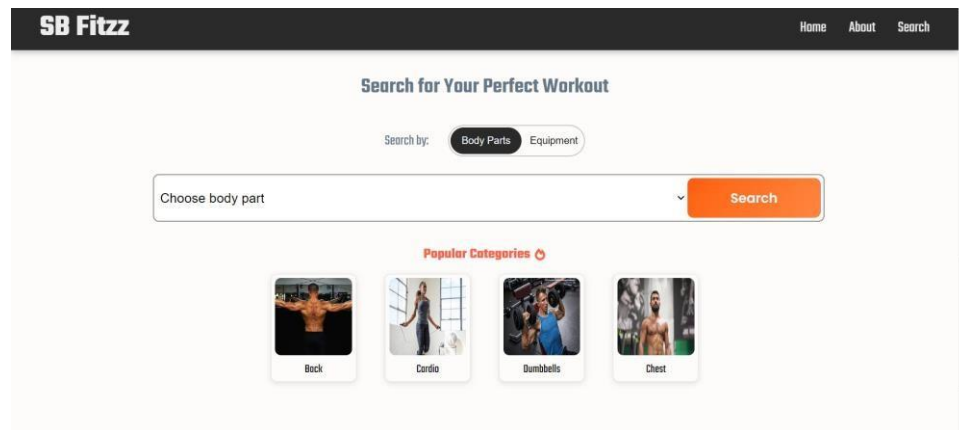 SB Fitzz
Home About Search
Search for Your Perfect Workout
Search by: Body Parts Equipment
Choose body part Search
Popular Categories
Back Cardio Dumbbells Chest